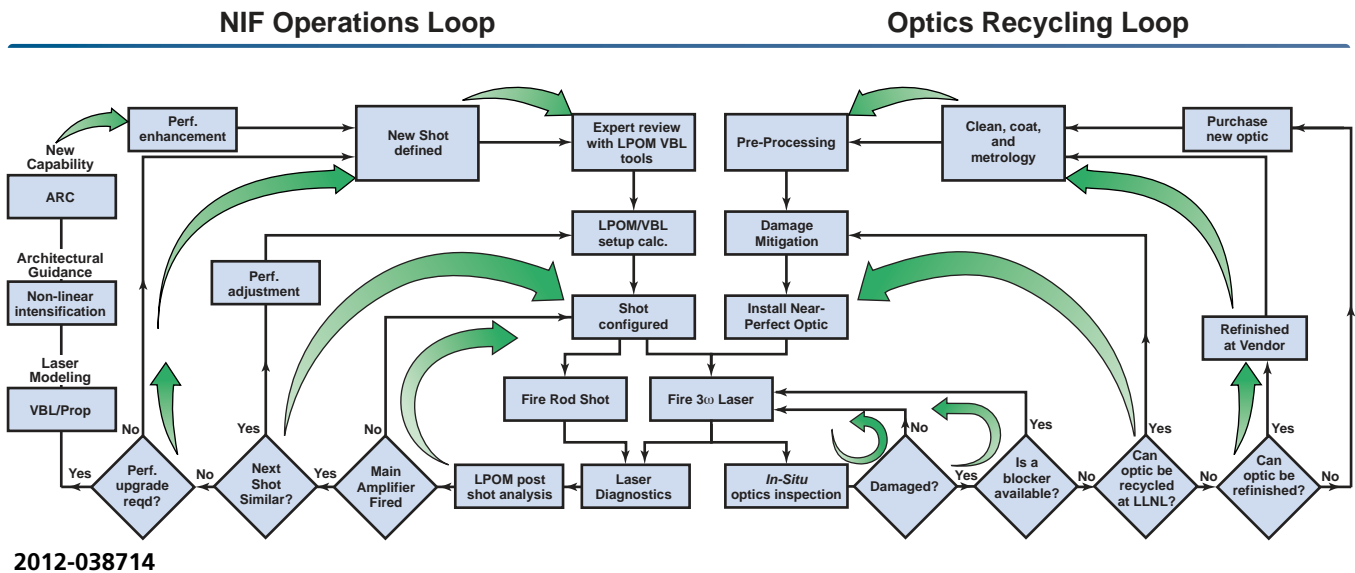 NIF Operations Loop
Optics Recycling Loop
New
Capability
ARC
Architectural
Guidance
Non-linear
intensification
Laser
Modeling
VBL/Prop
Perf.
enhancement
New Shot
defined
Expert review
with LPOM VBL
tools
LPOM/VBL
setup calc.
Perf.
adjustment
Shot
configured
Fire Rod Shot
Fire 3ω Laser
Yes
Perf.
upgrade
reqd?
No
No
Next
Shot
Similar?
Yes
Yes
Main
Amplifier
Fired
No
LPOM post
shot analysis
Laser
Diagnostics
Pre-Processing
Damage
Mitigation
Install Near-
Perfect Optic
Clean, coat,
and
metrology
Purchase
new optic
Refinished
at Vendor
In-Situ
optics inspection
Damaged?
No
Yes
Is a
blocker
available?
Yes
No
Can
optic be
recycled
at LLNL?
Yes
No
Can
optic be
refinished?
Yes
No
2012-038714